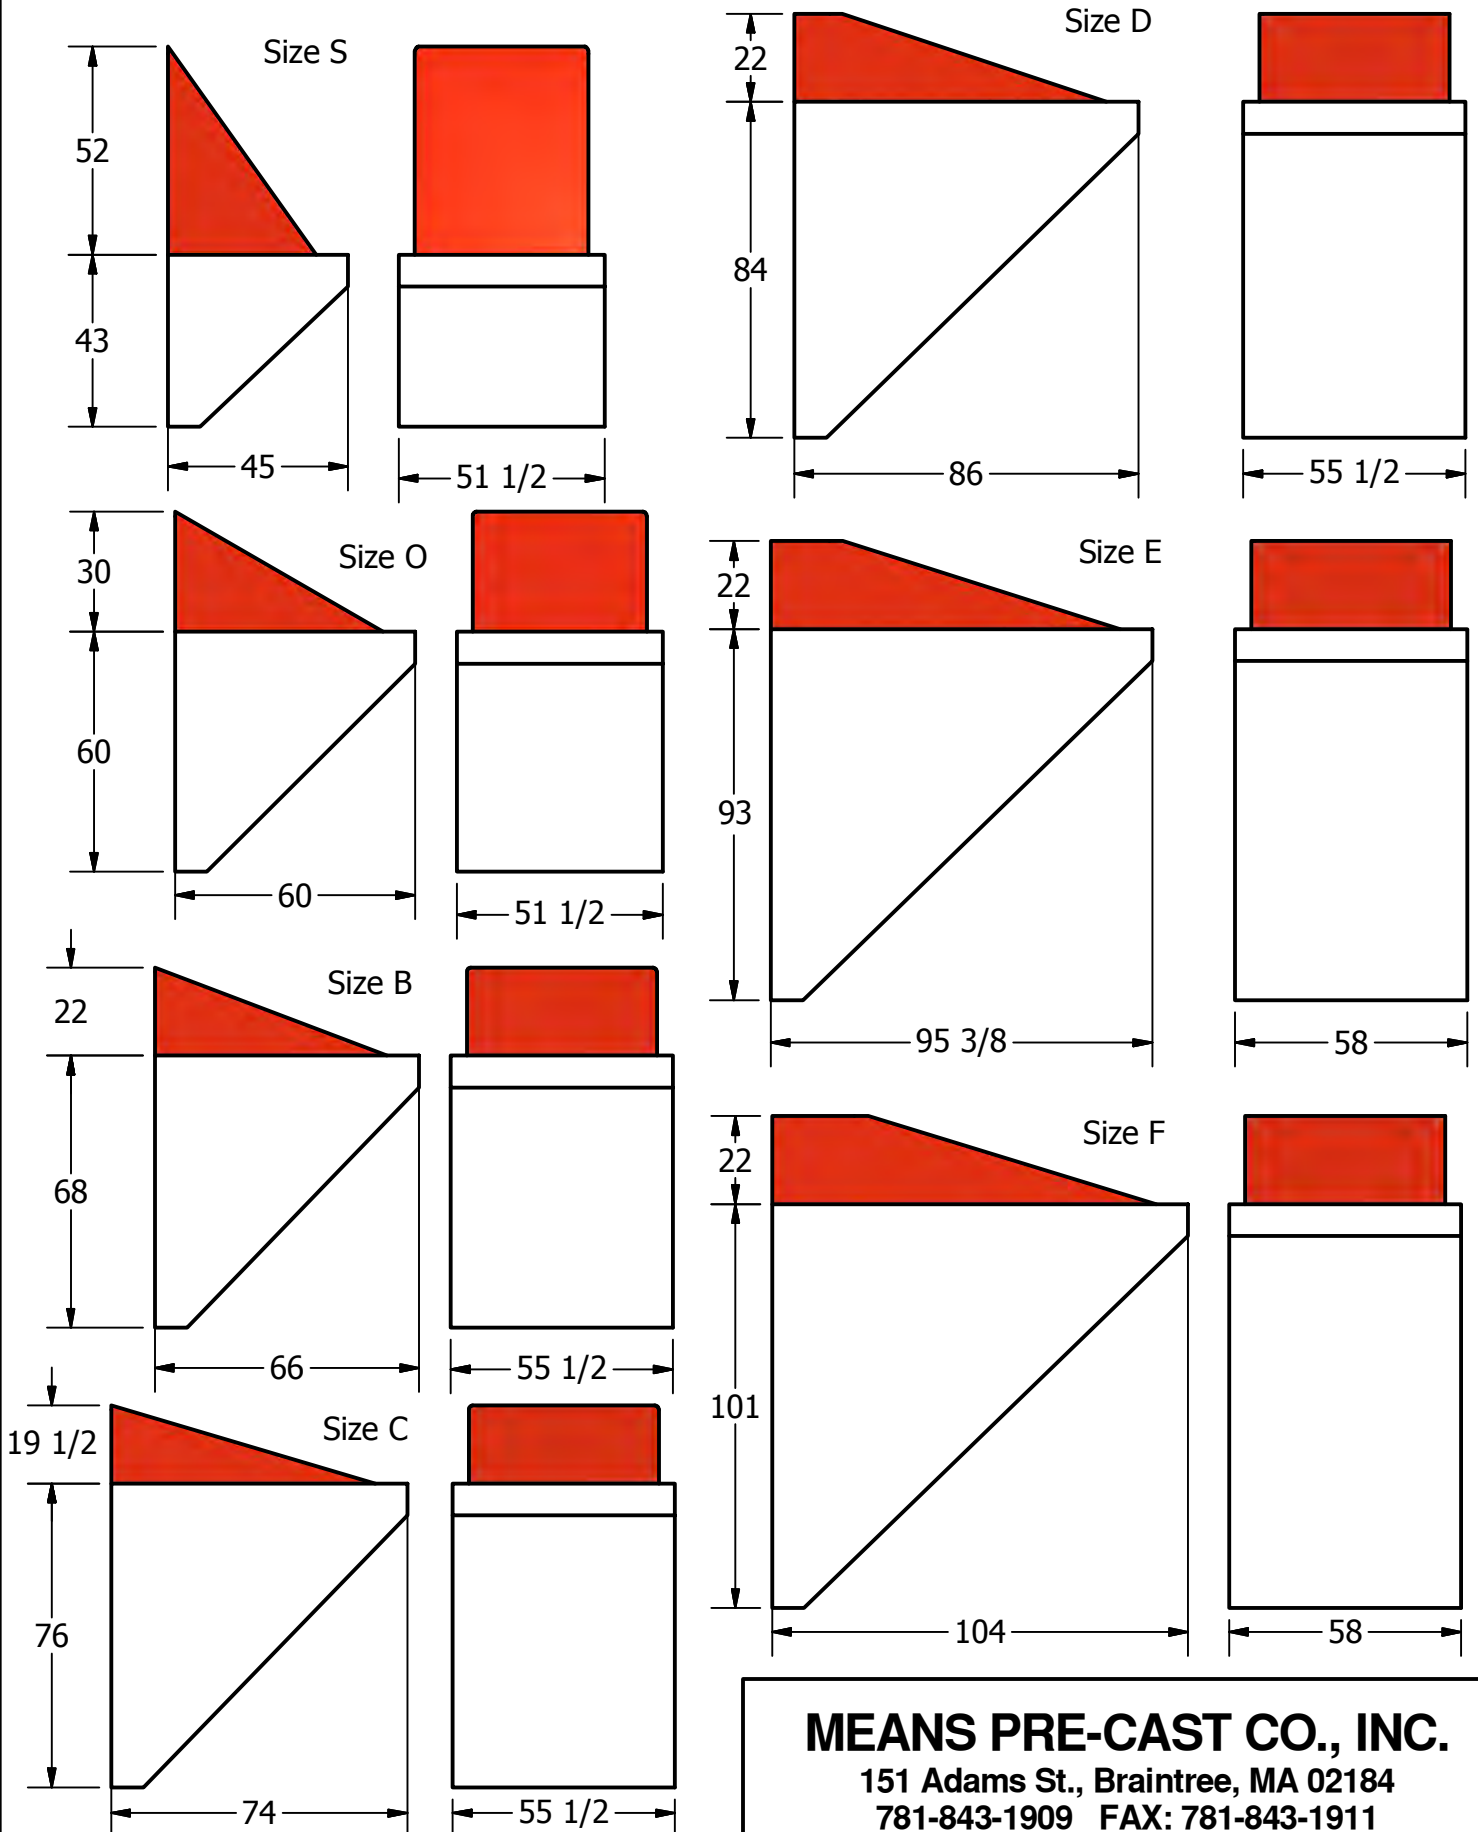 Size S
52
43
45
51 1/2
Size O
30
60
60
51 1/2
Size B
22
68
66
55 1/2
Size C
19 1/2
76
74
55 1/2
Size D
22
84
86
55 1/2
Size E
22
93
95 3/8
58
Size F
22
101
104
58
MEANS PRE-CAST CO., INC.
151 Adams St., Braintree, MA 02184
781-843-1909 FAX: 781-843-1911